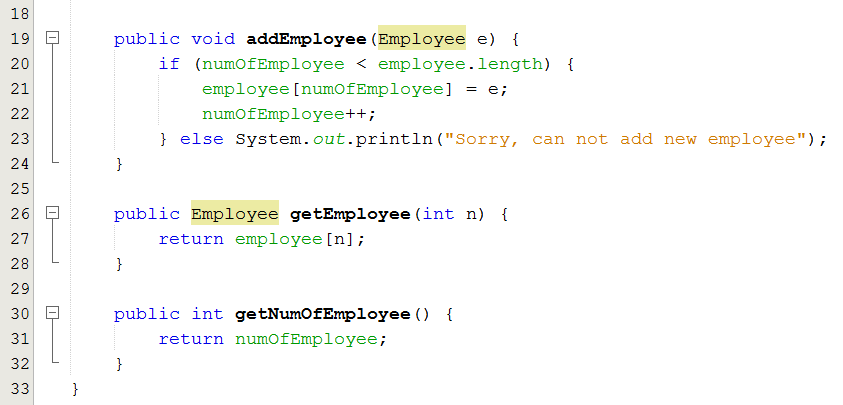 18
19 public void addEmployee(Employee e) {
20 if (numOfEmployee < employee.length) {
21 employee[numOfEmployee] = e;
22 numOfEmployee++;
23 } else System.out.println("Sorry, can not add new employee");
24 }
25
26 public Employee getEmployee(int n) {
27 return employee[n];
28 }
29
30 public int getNumOfEmployee() {
31 return numOfEmployee;
32 }
33 }